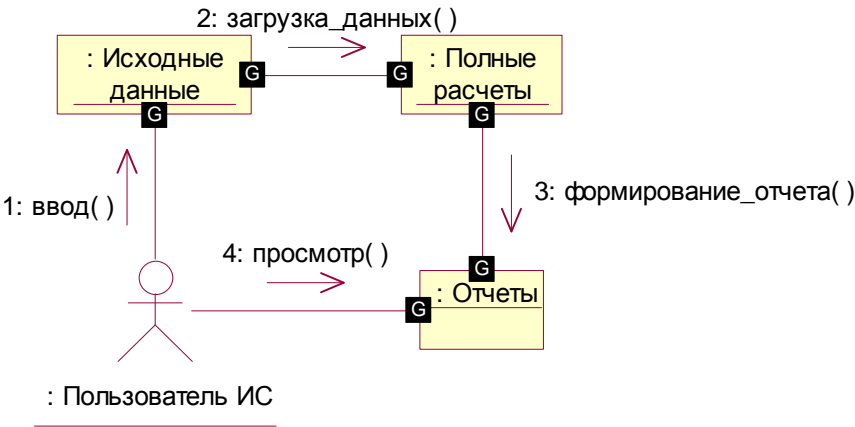 2: загрузка_данных( )
: Исходные
данные
G
G
: Полные
расчеты
G
G
1: ввод( )
3: формирование_отчета( )
4: просмотр( )
G
G
: Отчеты
: Пользователь ИС